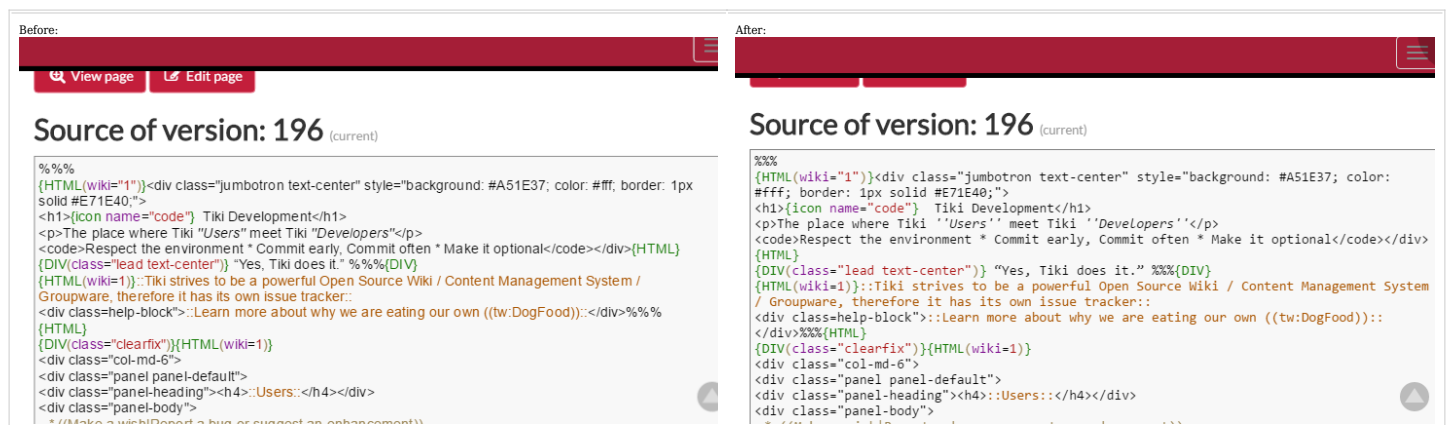 Before:
View page Edit page
Source of version: 196 (current)
%%%
{HTML(wiki="1")}<div class="jumbotron text-center" style="background: #A51E37; color: #fff; border: 1px
solid #E71E40;">
<h1>{icon name="code"}  Tiki Development</h1>
<p>The place where Tiki ''Users'' meet Tiki ''Developers''</p>
<code>Respect the environment * Commit early, Commit often * Make it optional</code></div>{HTML}
{DIV(class="lead text-center")} “Yes, Tiki does it.” %%%{DIV}
{HTML(wiki=1)}::Tiki strives to be a powerful Open Source Wiki / Content Management System /
Groupware, therefore it has its own issue tracker::
<div class=help-block">::Learn more about why we are eating our own ((tw:DogFood))::</div>%%%
{HTML}
{DIV(class="clearfix")}{HTML(wiki=1)}
<div class="col-md-6">
<div class="panel panel-default">
<div class="panel-heading"><h4>::Users::</h4></div>
<div class="panel-body">
* ((Make a wish|Report a bug or suggest an enhancement))
After:
Source of version: 196 (current)
%%%
{HTML(wiki="1")}<div class="jumbotron text-center" style="background: #A51E37; color:
#fff; border: 1px solid #E71E40;">
<h1>{icon name="code"}  Tiki Development</h1>
<p>The place where Tiki ''Users'' meet Tiki ''Developers''</p>
<code>Respect the environment * Commit early, Commit often * Make it optional</code></div>
{HTML}
{DIV(class="lead text-center")} “Yes, Tiki does it.” %%%{DIV}
{HTML(wiki=1)}::Tiki strives to be a powerful Open Source Wiki / Content Management System
/ Groupware, therefore it has its own issue tracker::
<div class=help-block">::Learn more about why we are eating our own ((tw:DogFood))::
</div>%%%{HTML}
{DIV(class="clearfix")}{HTML(wiki=1)}
<div class="col-md-6">
<div class="panel panel-default">
<div class="panel-heading"><h4>::Users::</h4></div>
<div class="panel-body">